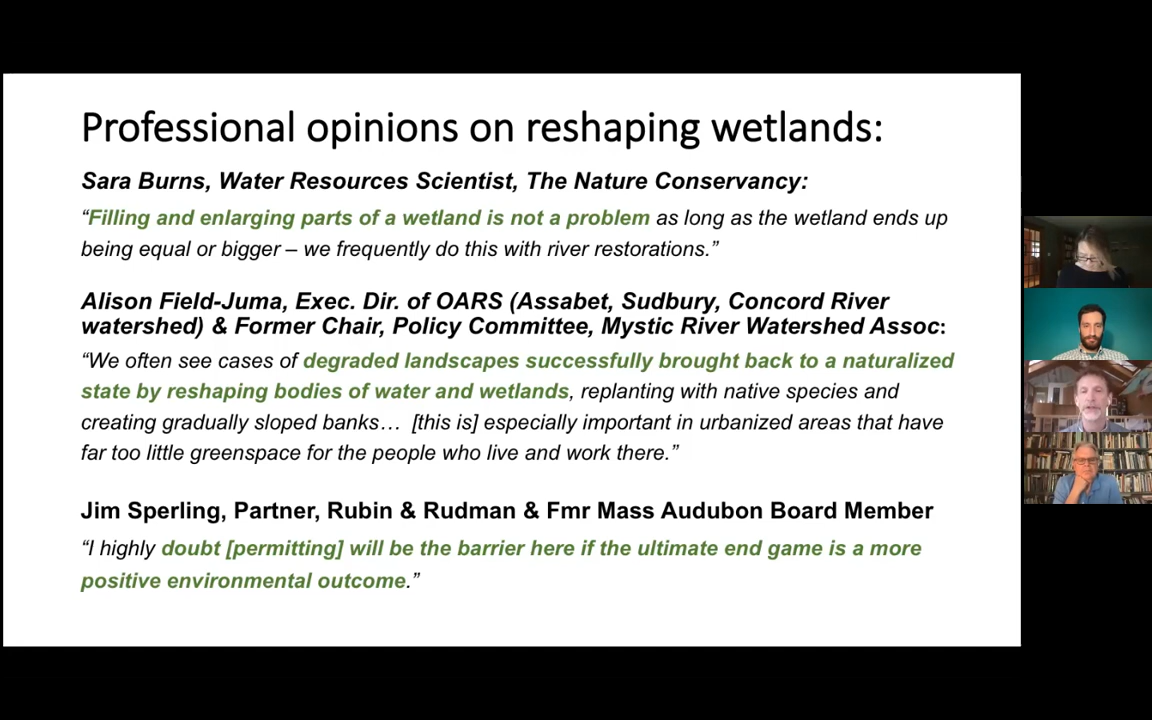 Professional opinions on reshaping wetlands:
Sara Burns, Water Resources Scientist, The Nature Conservancy:
“Filling and enlarging parts of a wetland is not a problem as long as the wetland ends up
being equal or bigger – we frequently do this with river restorations.”
Alison Field-Juma, Exec. Dir. of OARS (Assabet, Sudbury, Concord River
watershed) & Former Chair, Policy Committee, Mystic River Watershed Assoc:
“We often see cases of degraded landscapes successfully brought back to a naturalized
state by reshaping bodies of water and wetlands, replanting with native species and
creating gradually sloped banks… [this is] especially important in urbanized areas that have
far too little greenspace for the people who live and work there.”
Jim Sperling, Partner, Rubin & Rudman & Fmr Mass Audubon Board Member
“I highly doubt [permitting] will be the barrier here if the ultimate end game is a more
positive environmental outcome.”